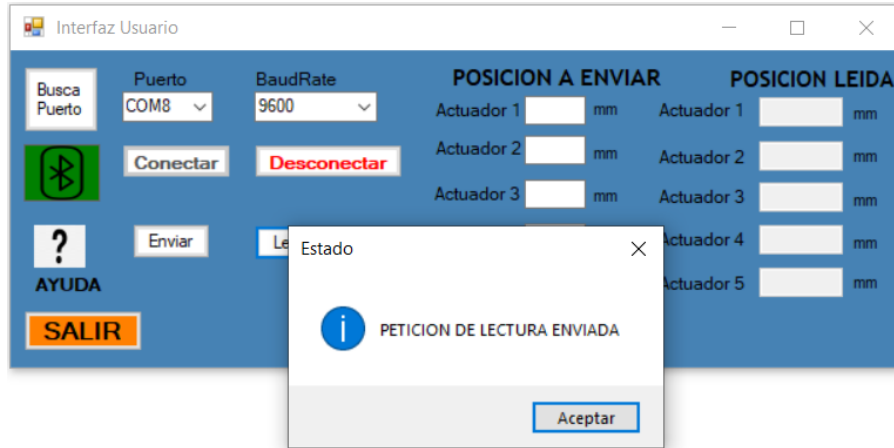 Interfaz Usuario
Busca
Puerto
Puerto
COM8
BaudRate
9600
Conectar
Desconectar
POSICION A ENVIAR
Actuador 1 mm
Actuador 2 mm
Actuador 3 mm
POSICION LEIDA
Actuador 1 mm
Actuador 2 mm
Actuador 3 mm
Actuador 4 mm
Actuador 5 mm
?
AYUDA
Enviar
Le
SALIR
Estado
i
PETICION DE LECTURA ENVIADA
Aceptar